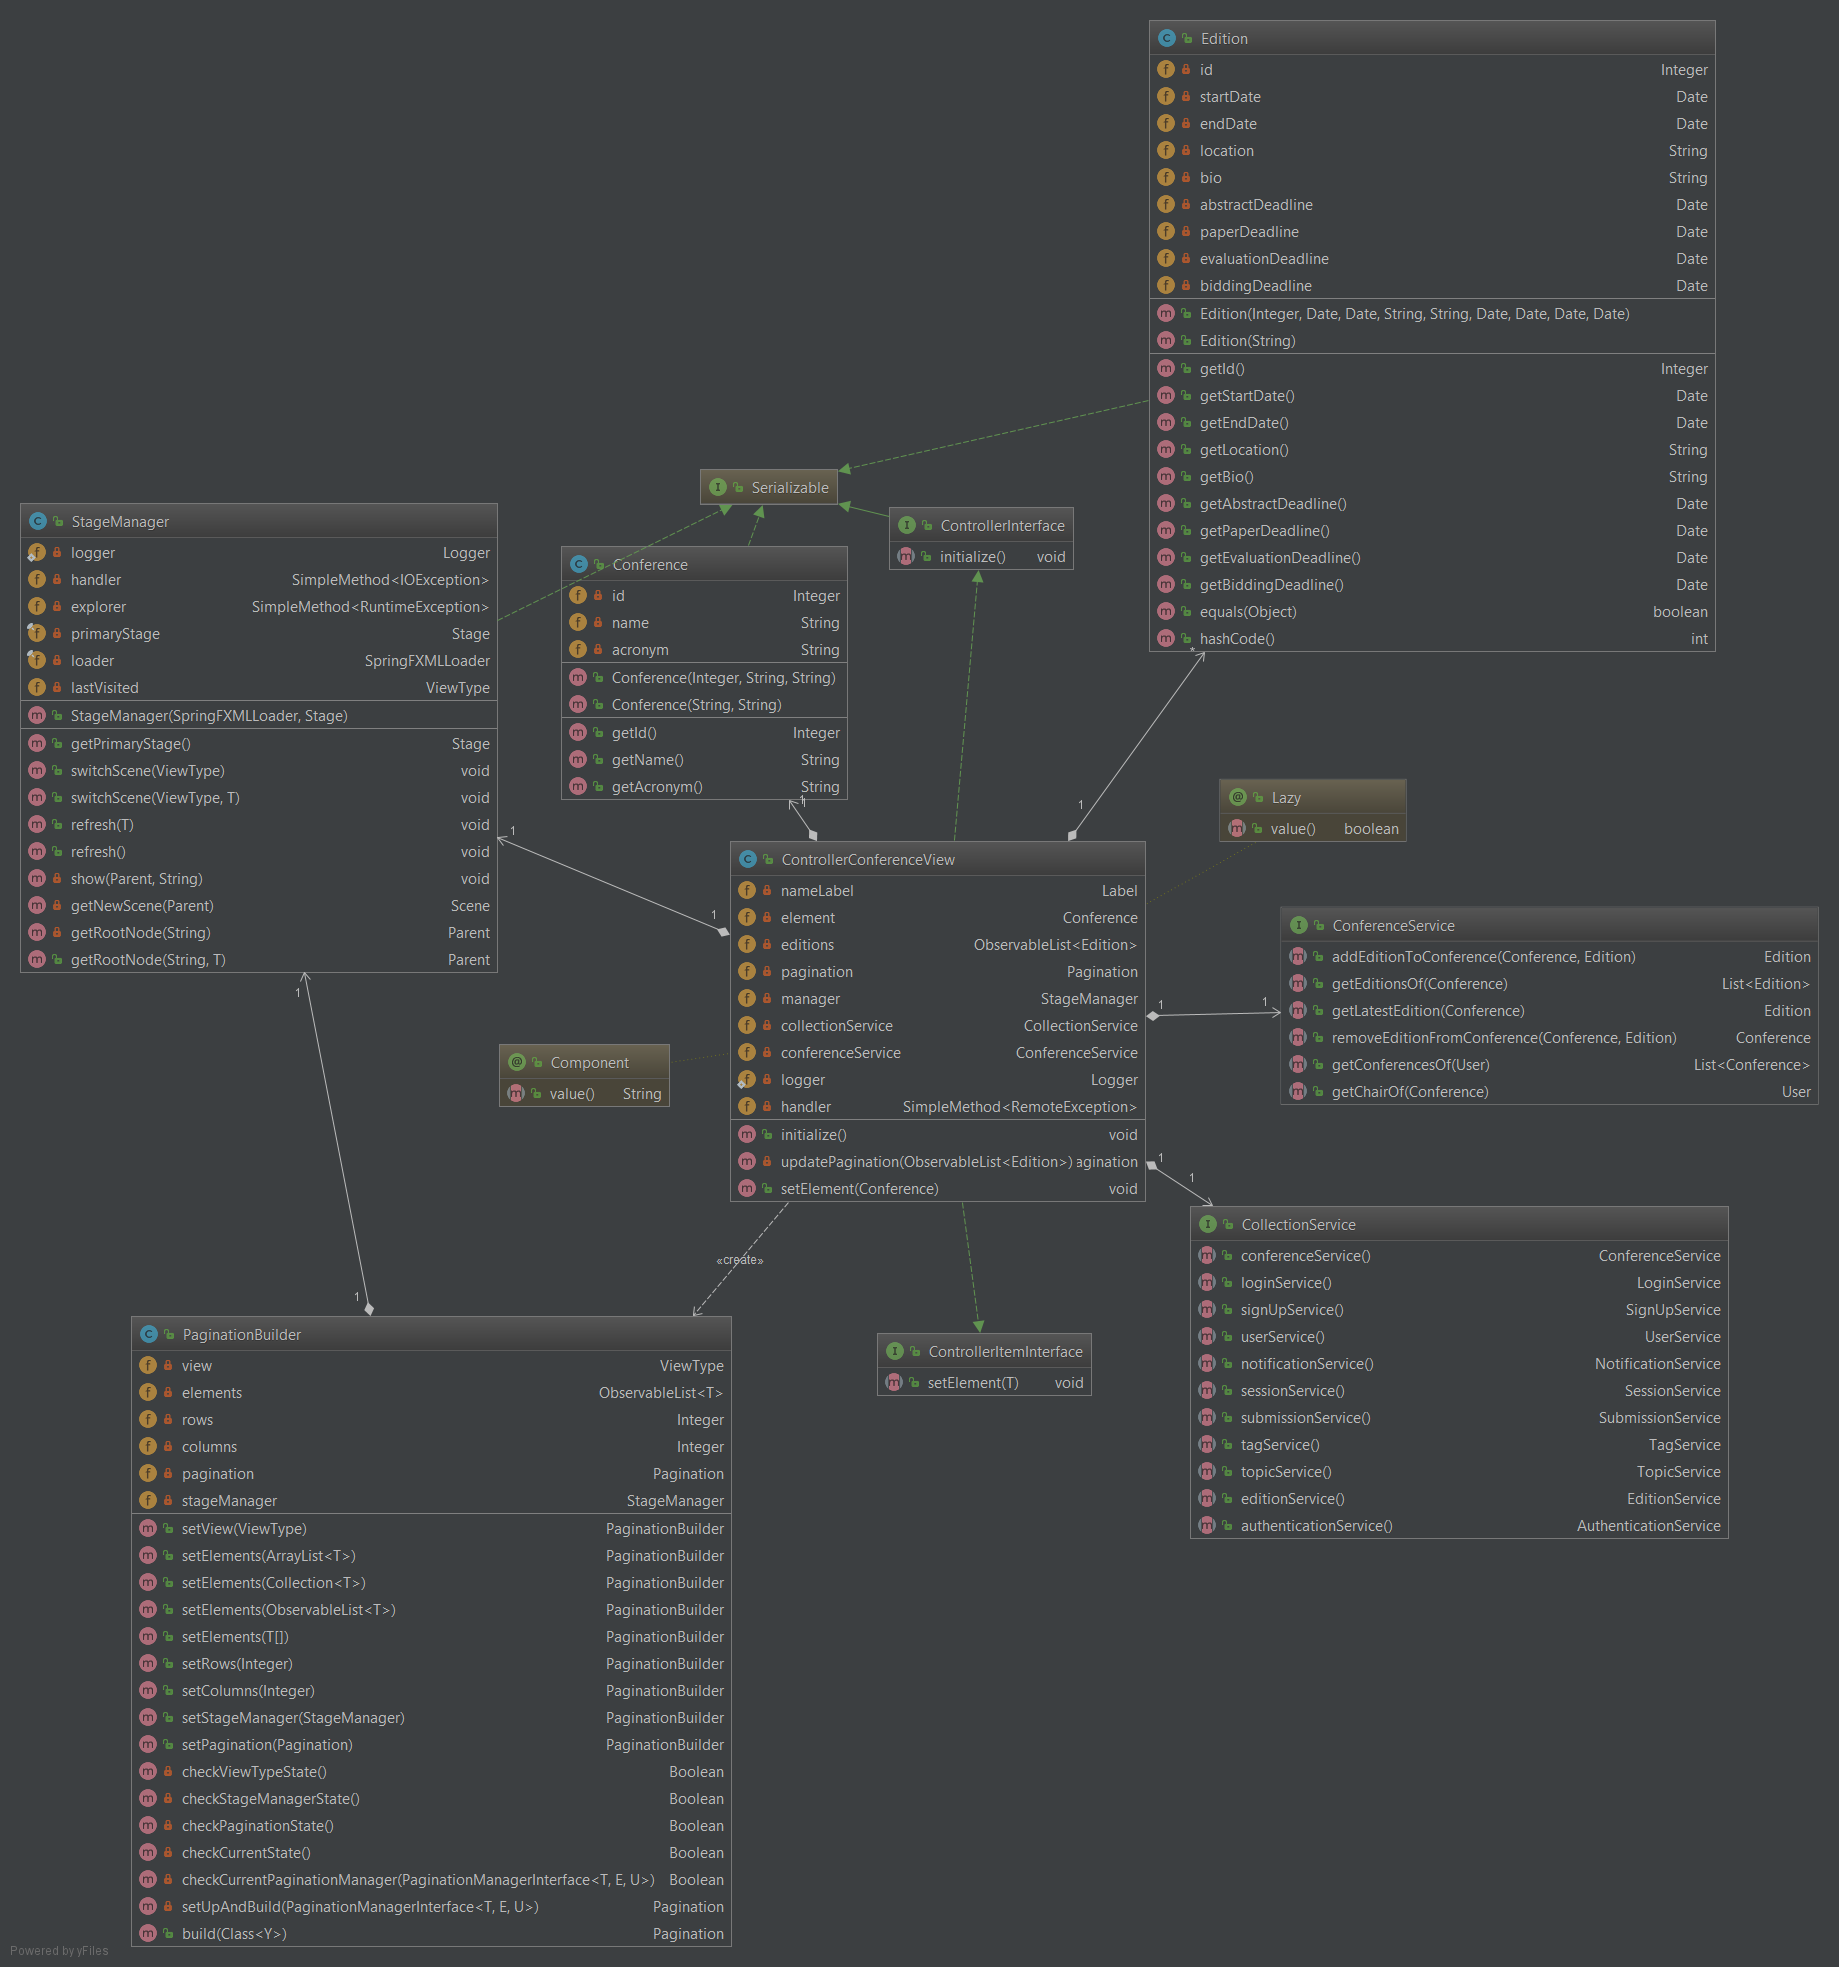 Edition
id Integer
startDate Date
endDate Date
location String
bio String
abstractDeadline Date
paperDeadline Date
evaluationDeadline Date
biddingDeadline Date
Edition(Integer, Date, Date, String, String, Date, Date, Date, Date)
Edition(String)
getId() Integer
getStartDate() Date
getEndDate() Date
getLocation() String
getBio() String
getAbstractDeadline() Date
getPaperDeadline() Date
getEvaluationDeadline() Date
getBiddingDeadline() Date
equals(Object) boolean
hashCode() int
*
1
Serializable
ControllerInterface
initialize() void
StageManager
logger Logger
handler SimpleMethod<IOException>
explorer SimpleMethod<RuntimeException>
primaryStage Stage
loader SpringFXMLLoader
lastVisited ViewType
StageManager(SpringFXMLLoader, Stage)
getPrimaryStage() Stage
switchScene(ViewType) void
switchScene(ViewType, T) void
refresh(T) void
refresh() void
show(Parent, String) void
getNewScene(Parent) Scene
getRootNode(String) Parent
getRootNode(String, T) Parent
1
1
1
1
Conference
id Integer
name String
acronym String
Conference(Integer, String, String)
Conference(String, String)
getId() Integer
getName() String
getAcronym() String
1
Lazy
value() boolean
ControllerConferenceView
nameLabel Label
element Conference
editions ObservableList<Edition>
pagination Pagination
manager StageManager
collectionService CollectionService
conferenceService ConferenceService
logger Logger
handler SimpleMethod<RemoteException>
initialize() void
updatePagination(ObservableList<Edition>) agination
setElement(Conference) void
1
1
1
1
Component
value() String
ConferenceService
addEditionToConference(Conference, Edition) Edition
getEditionsOf(Conference) List<Edition>
getLatestEdition(Conference) Edition
removeEditionFromConference(Conference, Edition) Conference
getConferencesOf(User) List<Conference>
getChairOf(Conference) User
CollectionService
conferenceService() ConferenceService
loginService() LoginService
signUpService() SignUpService
userService() UserService
notificationService() NotificationService
sessionService() SessionService
submissionService() SubmissionService
tagService() TagService
topicService() TopicService
editionService() EditionService
authenticationService() AuthenticationService
«create»
ControllerItemInterface
setElement(T) void
PaginationBuilder
view ViewType
elements ObservableList<T>
rows Integer
columns Integer
pagination Pagination
stageManager StageManager
setView(ViewType) PaginationBuilder
setElements(ArrayList<T>) PaginationBuilder
setElements(Collection<T>) PaginationBuilder
setElements(ObservableList<T>) PaginationBuilder
setElements(T[]) PaginationBuilder
setRows(Integer) PaginationBuilder
setColumns(Integer) PaginationBuilder
setStageManager(StageManager) PaginationBuilder
setPagination(Pagination) PaginationBuilder
checkViewTypeState() Boolean
checkStageManagerState() Boolean
checkPaginationState() Boolean
checkCurrentState() Boolean
checkCurrentPaginationManager(PaginationManagerInterface<T, E, U>) Boolean
setUpAndBuild(PaginationManagerInterface<T, E, U>) Pagination
build(Class<Y>) Pagination
Powered by yFiles